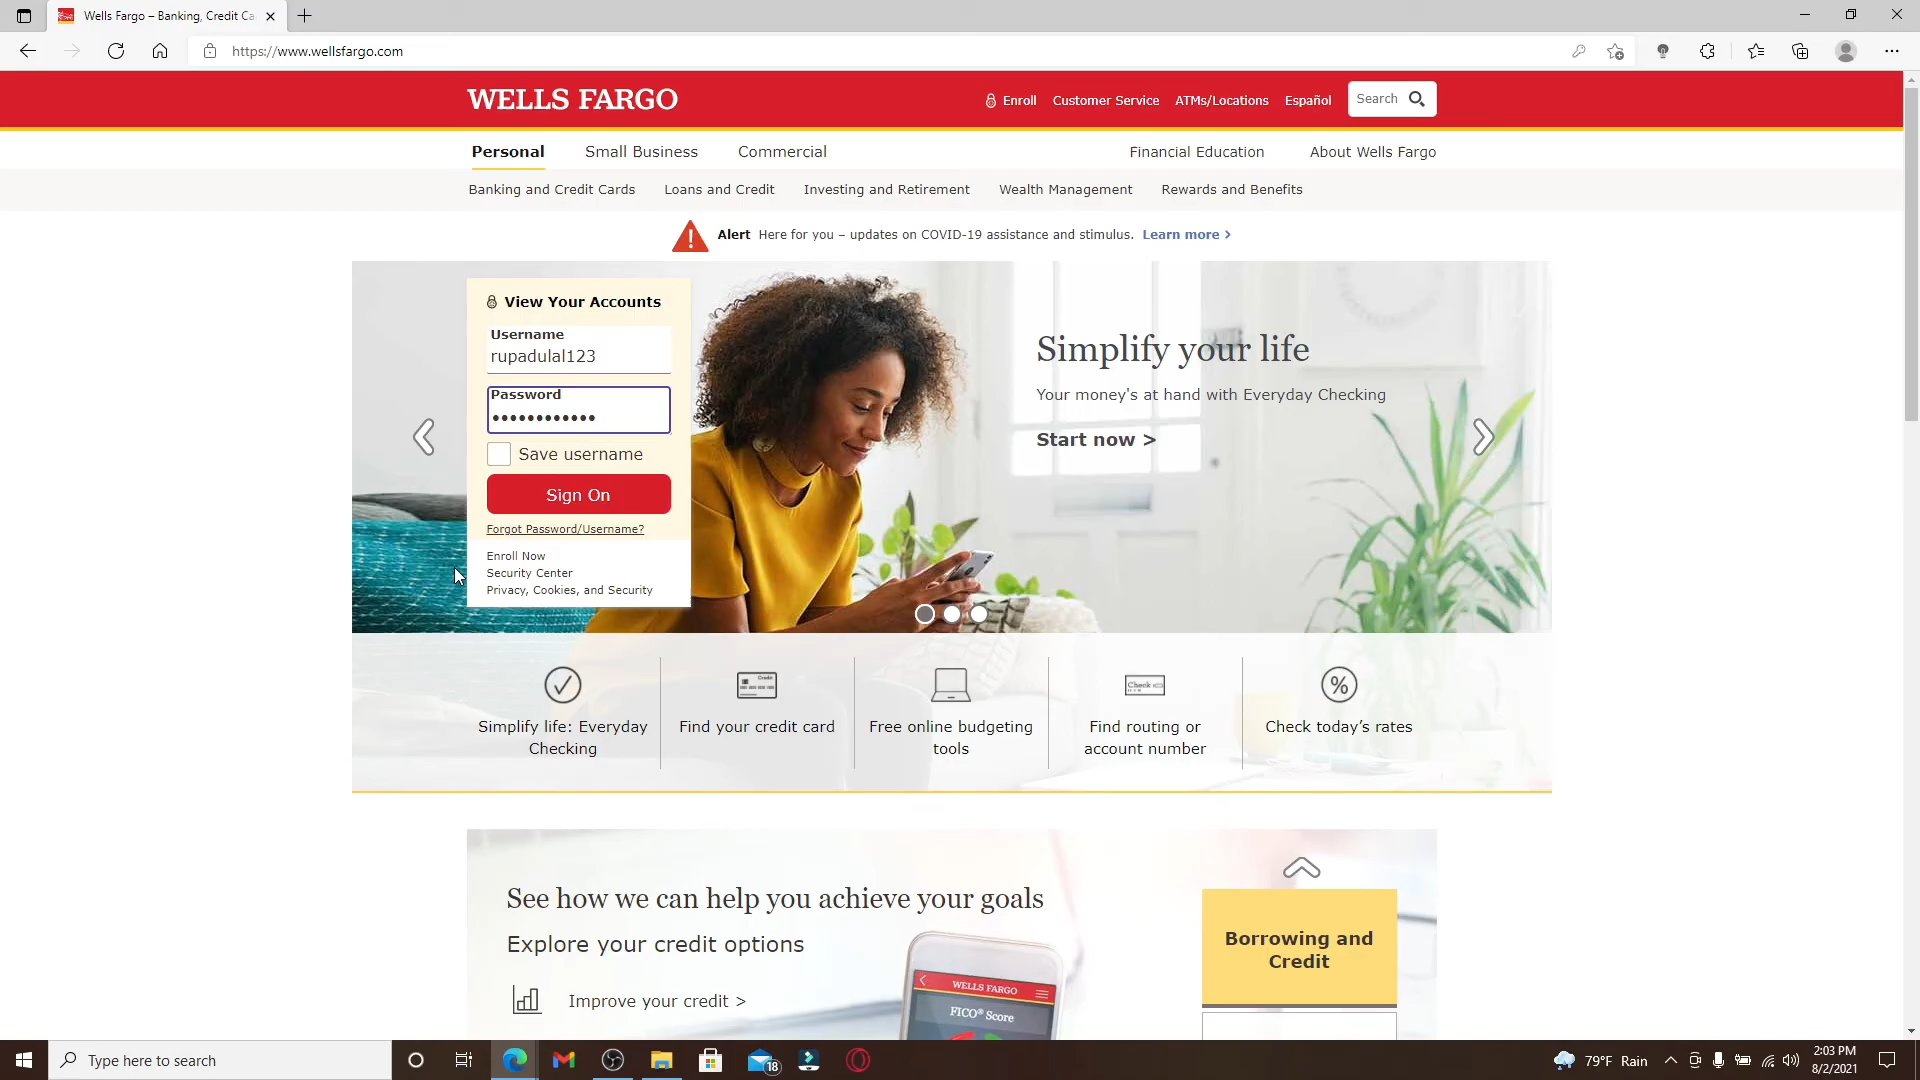 Wells Fargo – Banking, Credit Ca
https://www.wellsfargo.com
WELLS FARGO
Enroll Customer Service ATMs/Locations Español Search
Personal Small Business Commercial Financial Education About Wells Fargo
Banking and Credit Cards Loans and Credit Investing and Retirement Wealth Management Rewards and Benefits
Alert Here for you – updates on COVID-19 assistance and stimulus. Learn more >
View Your Accounts
Username
rupadulal123
Password
••••••••••••
Save username
Sign On
Forgot Password/Username?
Enroll Now
Security Center
Privacy, Cookies, and Security
Simplify your life
Your money's at hand with Everyday Checking
Start now >
Simplify life: Everyday
Checking
Credit
Find your credit card
Free online budgeting
tools
Check
Find routing or
account number
%
Check today’s rates
See how we can help you achieve your goals
Explore your credit options
Improve your credit >
WELLS FARGO
FICO® Score
Borrowing and
Credit
Type here to search
18
79°F Rain
2:03 PM
8/2/2021